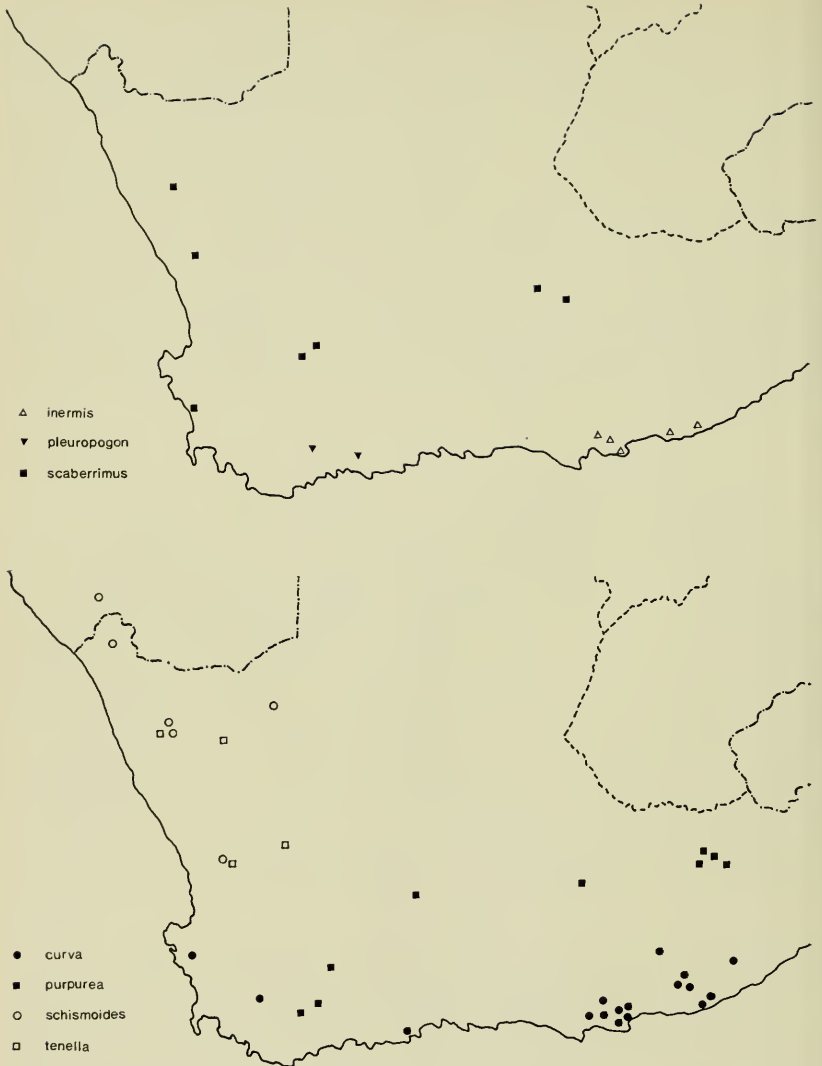 inermis
pleuropogon
scaberrimus
curva
purpurea
schismoides
tenella